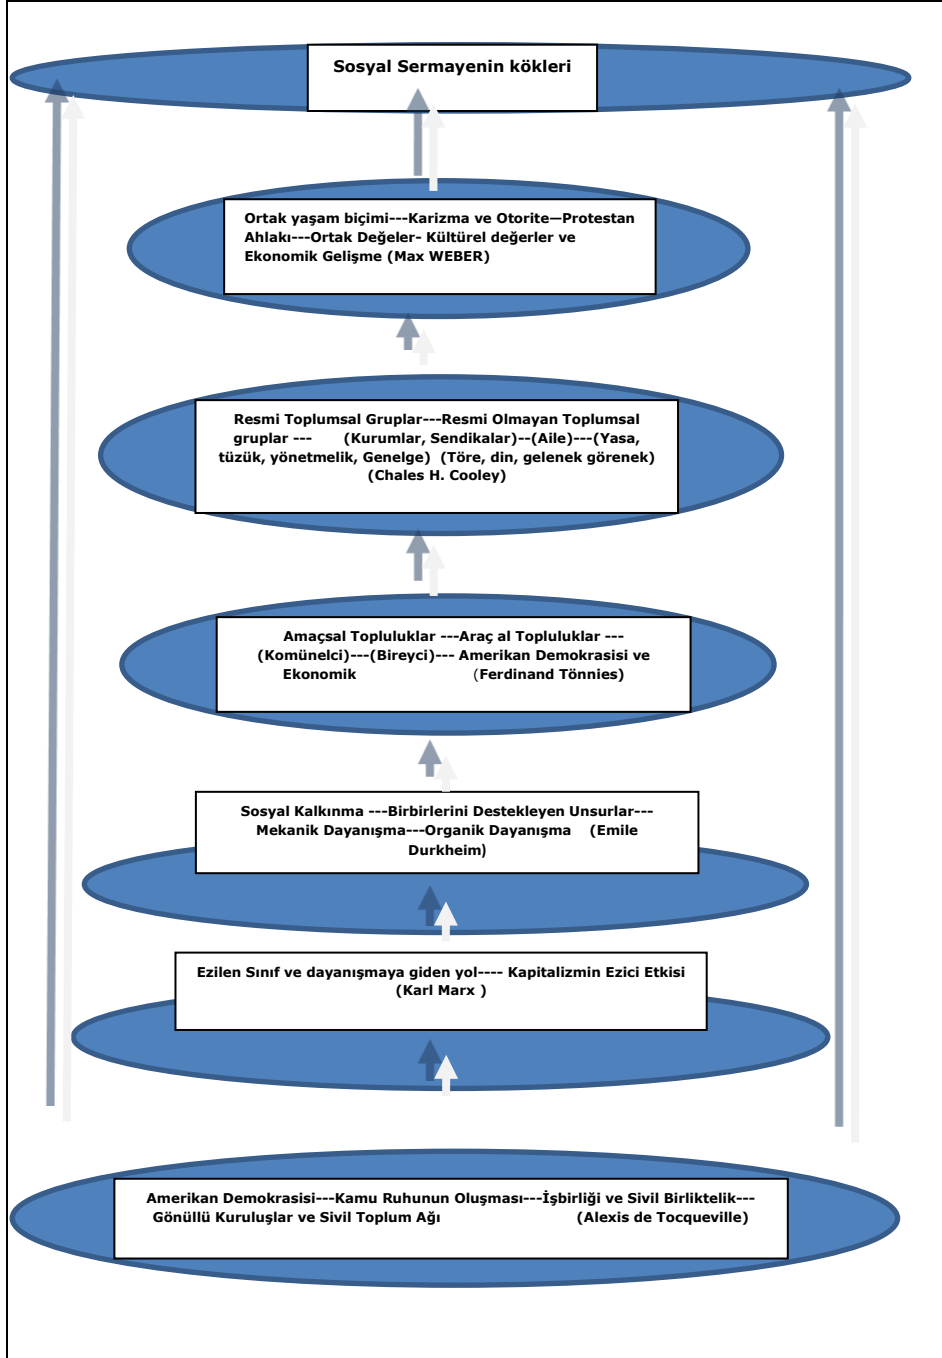 Sosyal Sermayenin kökleri
Ortak yaşam biçimi---Karizma ve Otorite—Protestan
Ahlakı---Ortak Değeler- Kültürel değerler ve
Ekonomik Gelişme (Max WEBER)
Resmi Toplumsal Gruplar---Resmi Olmayan Toplumsal
gruplar --- (Kurumlar, Sendikalar)--(Aile)---(Yasa,
tüzük, yönetmelik, Genelge) (Töre, din, gelenek görenek)
(Chales H. Cooley)
Amaçsal Topluluklar ---Araç al Topluluklar ---
(Komünelci)---(Bireyci)--- Amerikan Demokrasisi ve
Ekonomik (Ferdinand Tönnies)
Sosyal Kalkınma ---Birbirlerini Destekleyen Unsurlar---
Mekanik Dayanışma---Organik Dayanışma (Emile
Durkheim)
Ezilen Sınıf ve dayanışmaya giden yol---- Kapitalizmin Ezici Etkisi
(Karl Marx )
Amerikan Demokrasisi---Kamu Ruhunun Oluşması---İşbirliği ve Sivil Birliktelik---
Gönüllü Kuruluşlar ve Sivil Toplum Ağı (Alexis de Tocqueville)